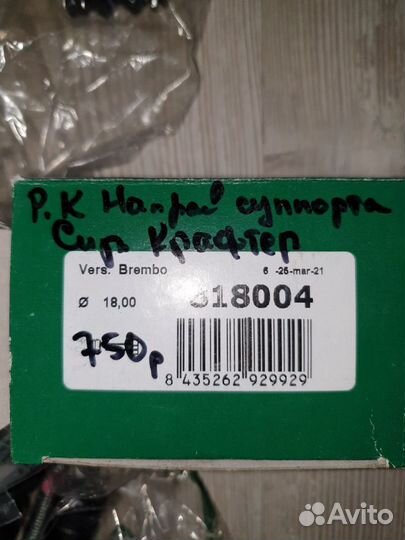 Р.К Направ суппорта
Спр Крафтер
Vers. Brembo 6 -25-mar-21
Ø 18,00 818004
750р
8 435262 929929
Avito